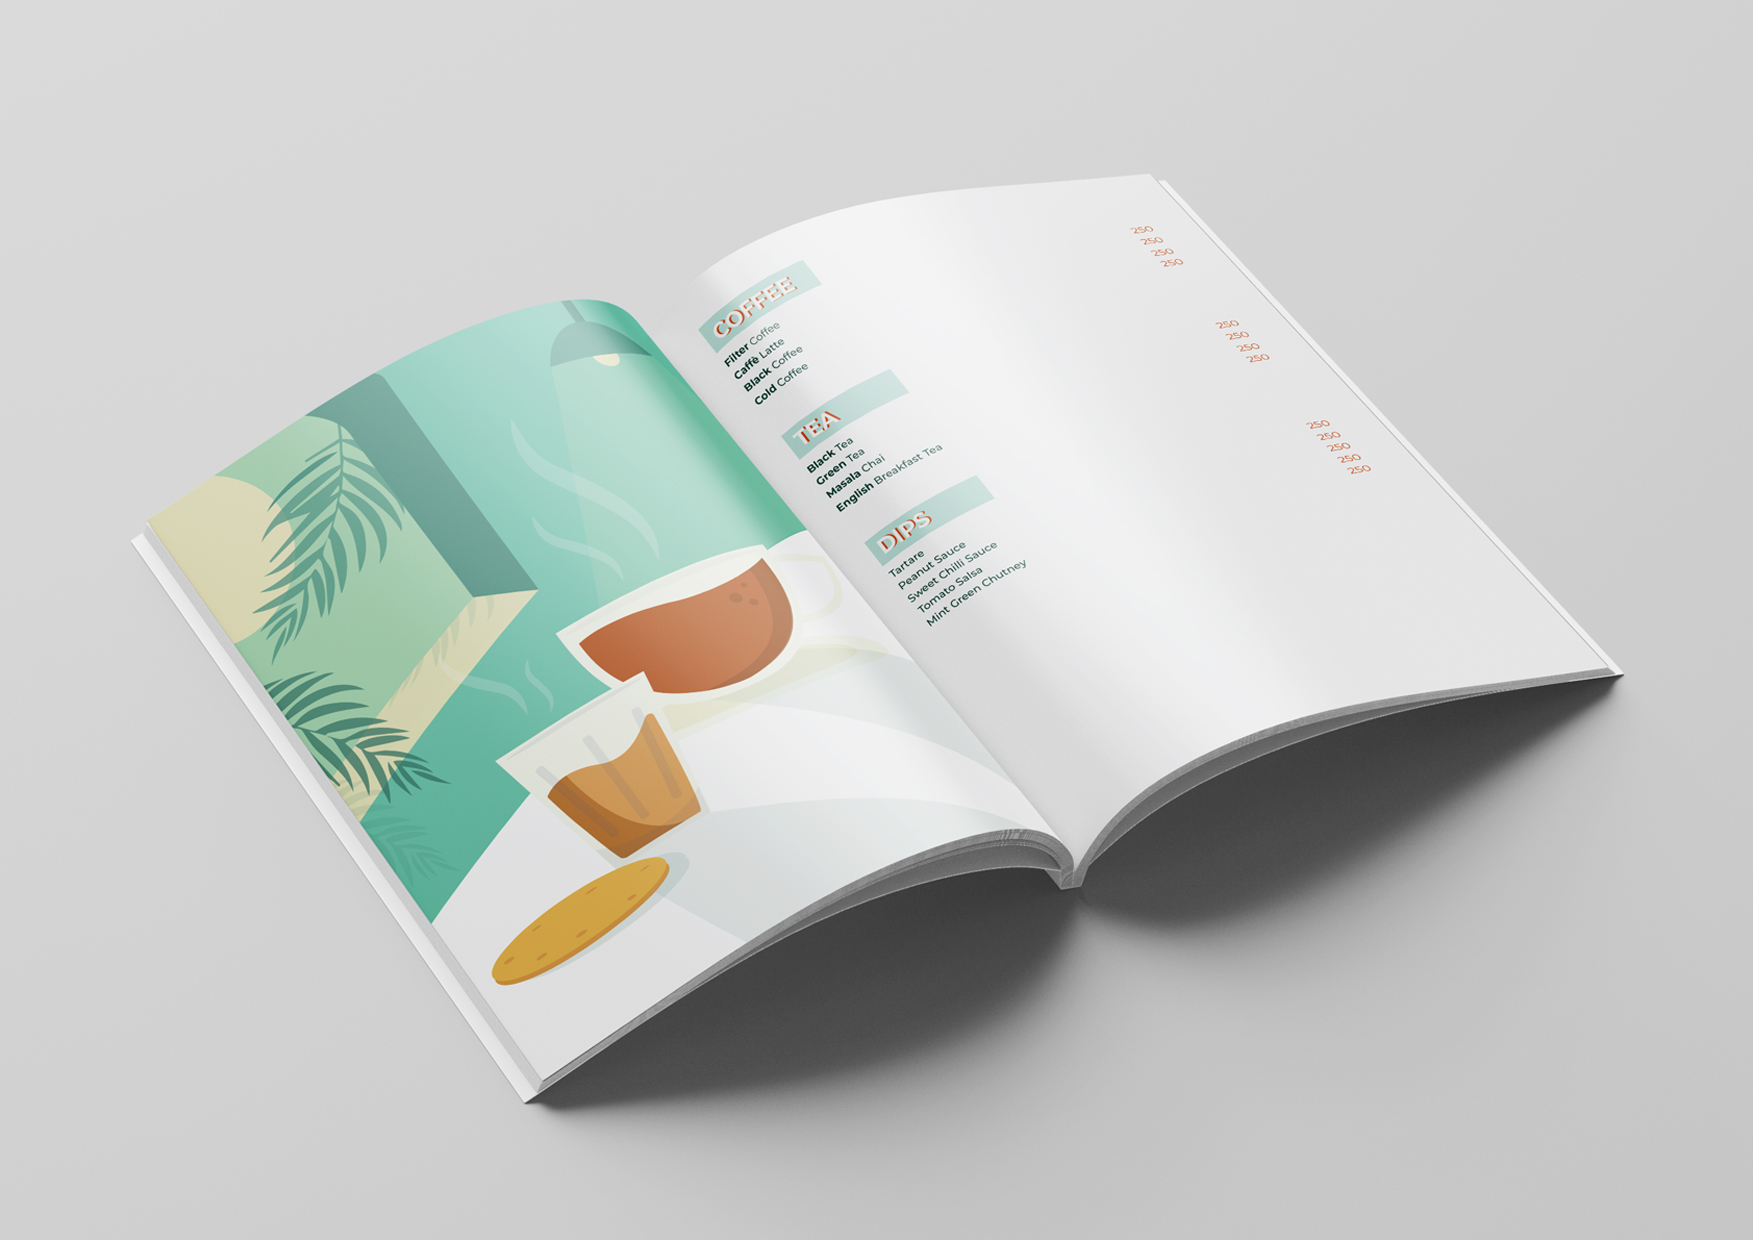 COFFEE
Filter Coffee 250
Caffè Latte 250
Black Coffee 250
Cold Coffee 250
TEA
Black Tea 250
Green Tea 250
Masala Chai 250
English Breakfast Tea 250
DIPS
Tartare 250
Peanut Sauce 250
Sweet Chilli Sauce 250
Tomato Salsa 250
Mint Green Chutney 250